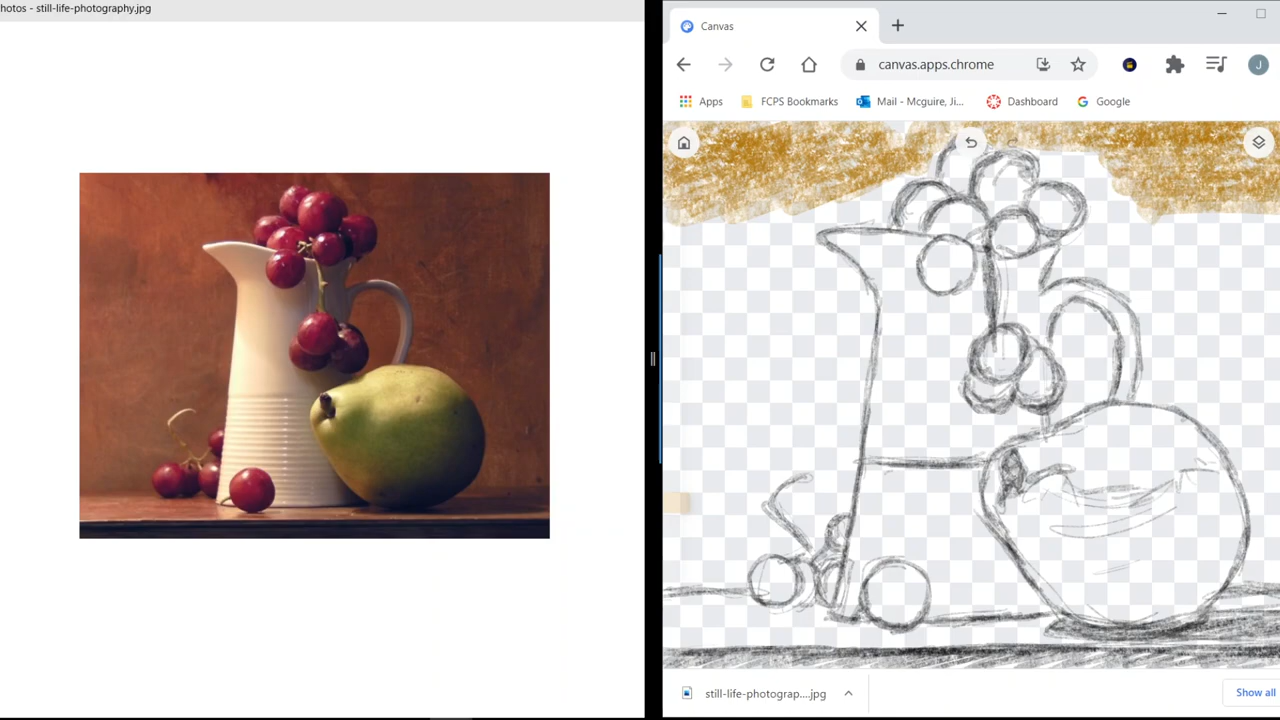 hotos - still-life-photography.jpg
Canvas
canvas.apps.chrome
J
Apps
FCPS Bookmarks
Mail - Mcguire, Ji...
Dashboard
Google
still-life-photograp....jpg
Show all